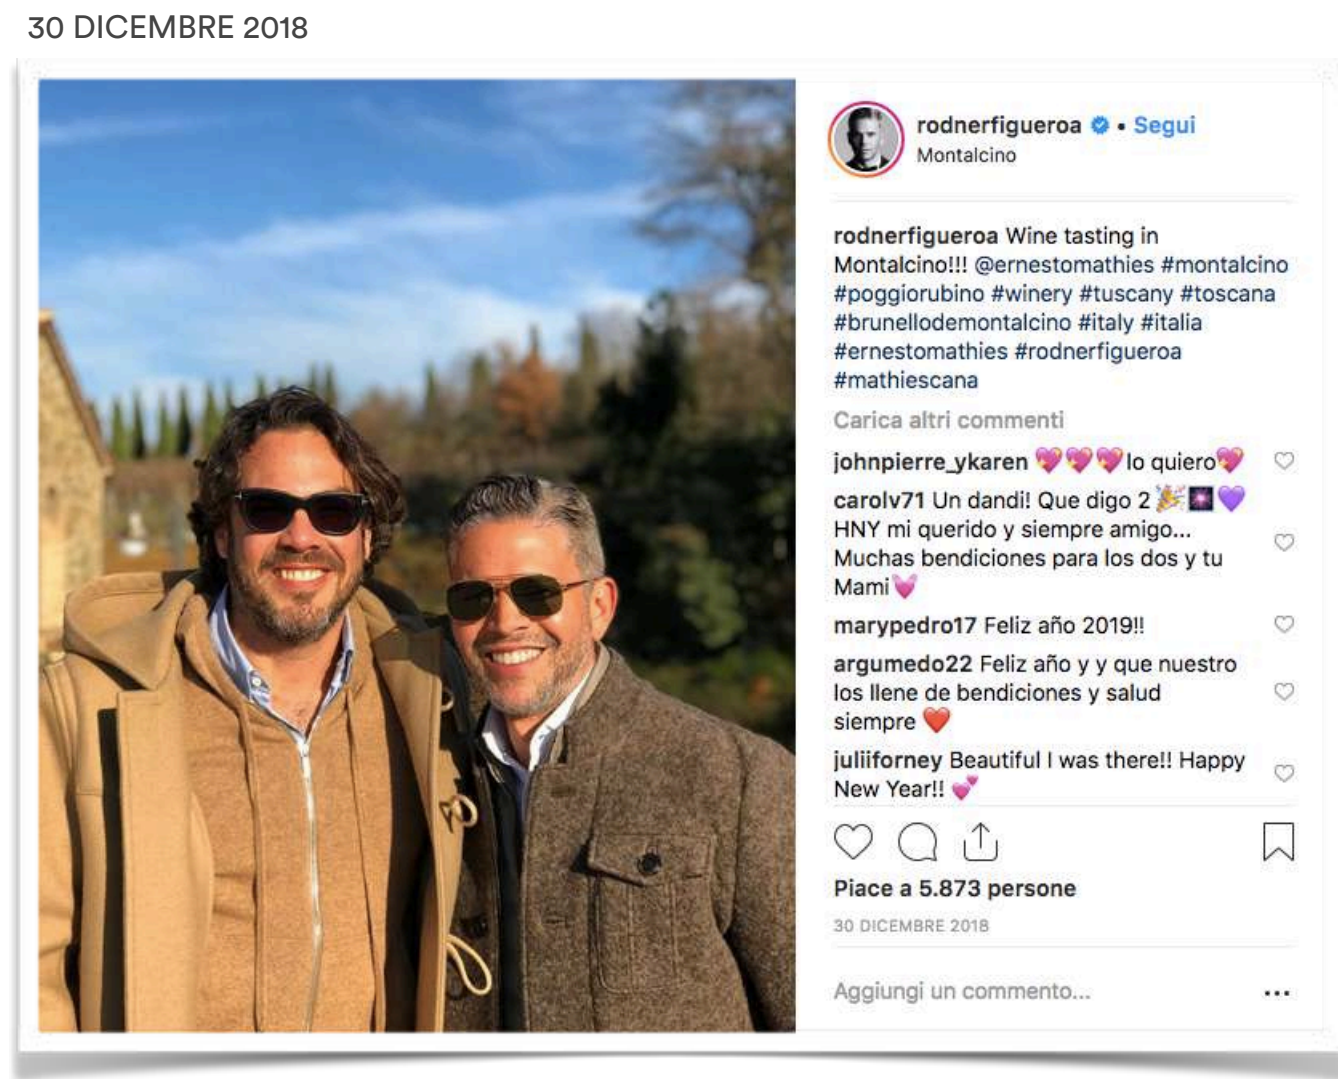 30 DICEMBRE 2018
rodnerfigueroa • Segui
Montalcino
rodnerfigueroa Wine tasting in
Montalcino!!! @ernestomathies #montalcino
#poggiorubino #winery #tuscany #toscana
#brunellodemontalcino #italy #italia
#ernestomathies #rodnerfigueroa
#mathiescana
Carica altri commenti
johnpierre_ykaren 💖💖💖lo quiero💖
carolv71 Un dandi! Que digo 2 🎉🎆💜
HNY mi querido y siempre amigo...
Muchas bendiciones para los dos y tu
Mami💓
marypedro17 Feliz año 2019!!
argumedo22 Feliz año y y que nuestro
los llene de bendiciones y salud
siempre ❤️
juliiforney Beautiful I was there!! Happy
New Year!! 💕
Piace a 5.873 persone
30 DICEMBRE 2018
Aggiungi un commento...